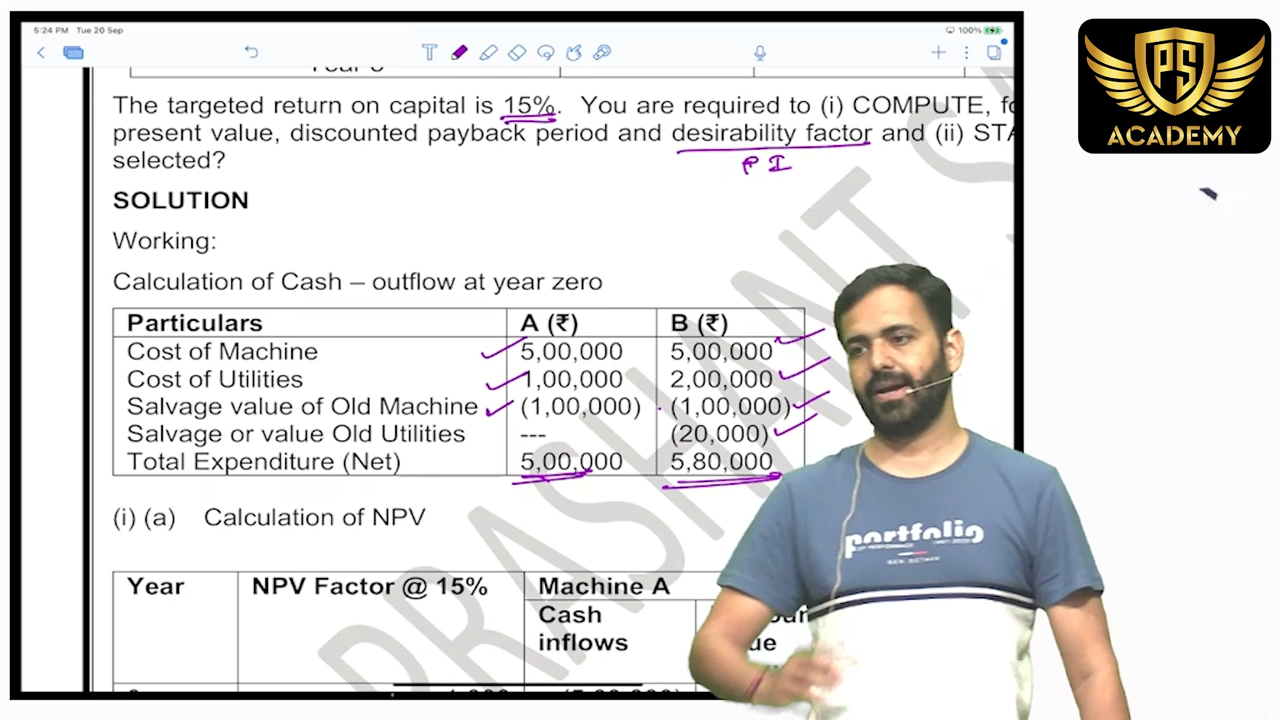 5:24 PM Tue 20 Sep
100%
The targeted return on capital is 15%. You are required to (i) COMPUTE,
present value, discounted payback period and desirability factor and (ii)
selected?
P I
SOLUTION
Working:
Calculation of Cash – outflow at year zero
Particulars A (₹) B (₹)
Cost of Machine 5,00,000 5,00,000
Cost of Utilities 1,00,000 2,00,000
Salvage value of Old Machine (1,00,000) (1,00,000)
Salvage or value Old Utilities --- (20,000)
Total Expenditure (Net) 5,00,000 5,80,000
(i) (a) Calculation of NPV
Year NPV Factor @ 15% Machine A
Cash
inflows
PRASHANT
PS
ACADEMY
portfolio